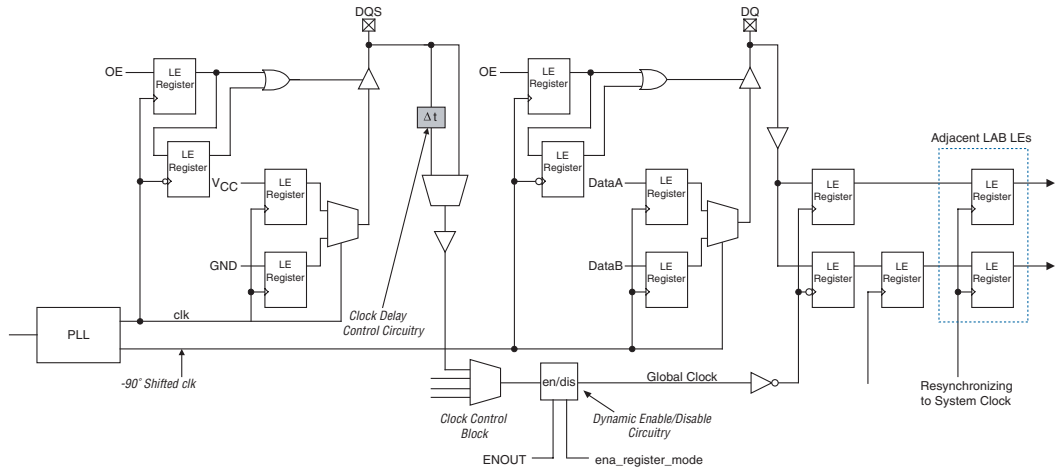 DQS
DQ
OE
LE
Register
OE
LE
Register
Adjacent LAB LEs
Δ t
LE
Register
LE
Register
VCC
LE
Register
DataA
LE
Register
LE
Register
LE
Register
GND
LE
Register
DataB
LE
Register
LE
Register
LE
Register
LE
Register
PLL
clk
Clock Delay
Control Circuitry
-90° Shifted clk
en/dis
Global Clock
Resynchronizing
to System Clock
Clock Control
Block
Dynamic Enable/Disable
Circuitry
ENOUT
ena_register_mode